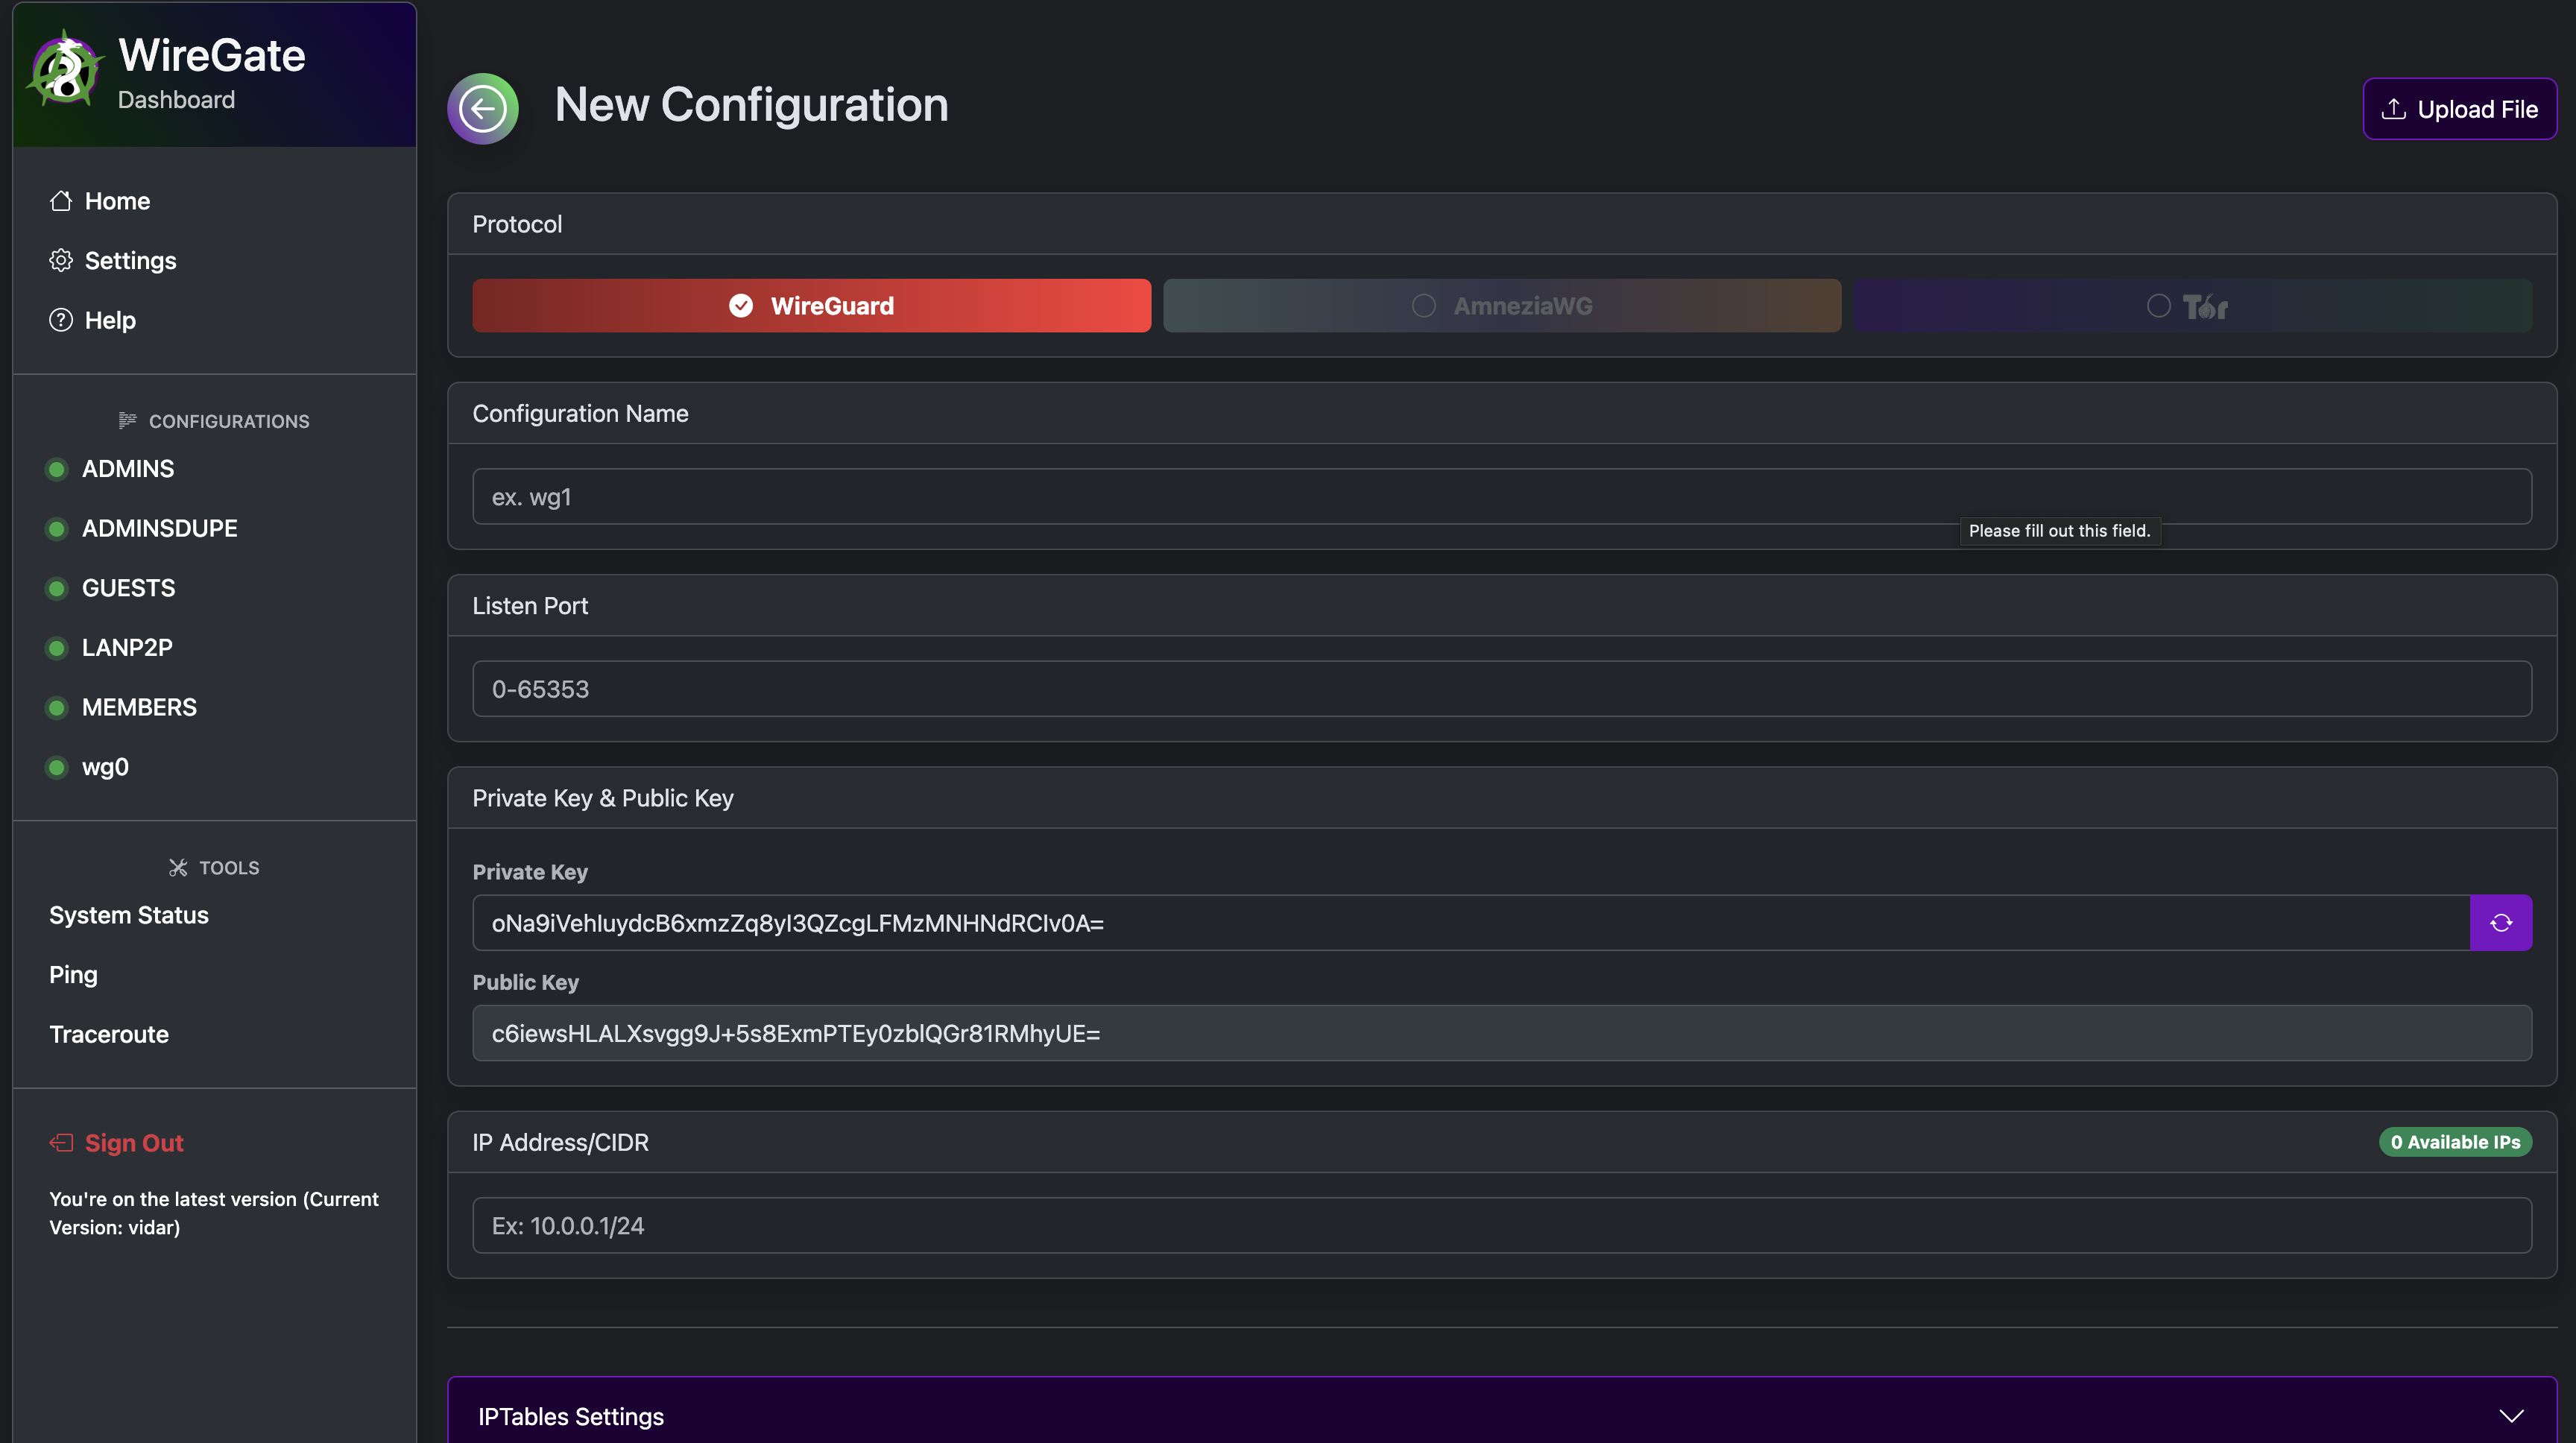 WireGate
Dashboard
Home
Settings
Help
CONFIGURATIONS
ADMINS
ADMINSDUPE
GUESTS
LANP2P
MEMBERS
wg0
TOOLS
System Status
Ping
Traceroute
Sign Out
You're on the latest version (Current
Version: vidar)
New Configuration
Upload File
Protocol
WireGuard
AmneziaWG
Tor
Configuration Name
ex. wg1
Please fill out this field.
Listen Port
0-65353
Private Key & Public Key
Private Key
oNa9iVehIuydcB6xmzZq8yI3QZcgLFMzMNHNdRCIv0A=
Public Key
c6iewsHLALXsvgg9J+5s8ExmPTEy0zblQGr81RMhyUE=
IP Address/CIDR
0 Available IPs
Ex: 10.0.0.1/24
IPTables Settings